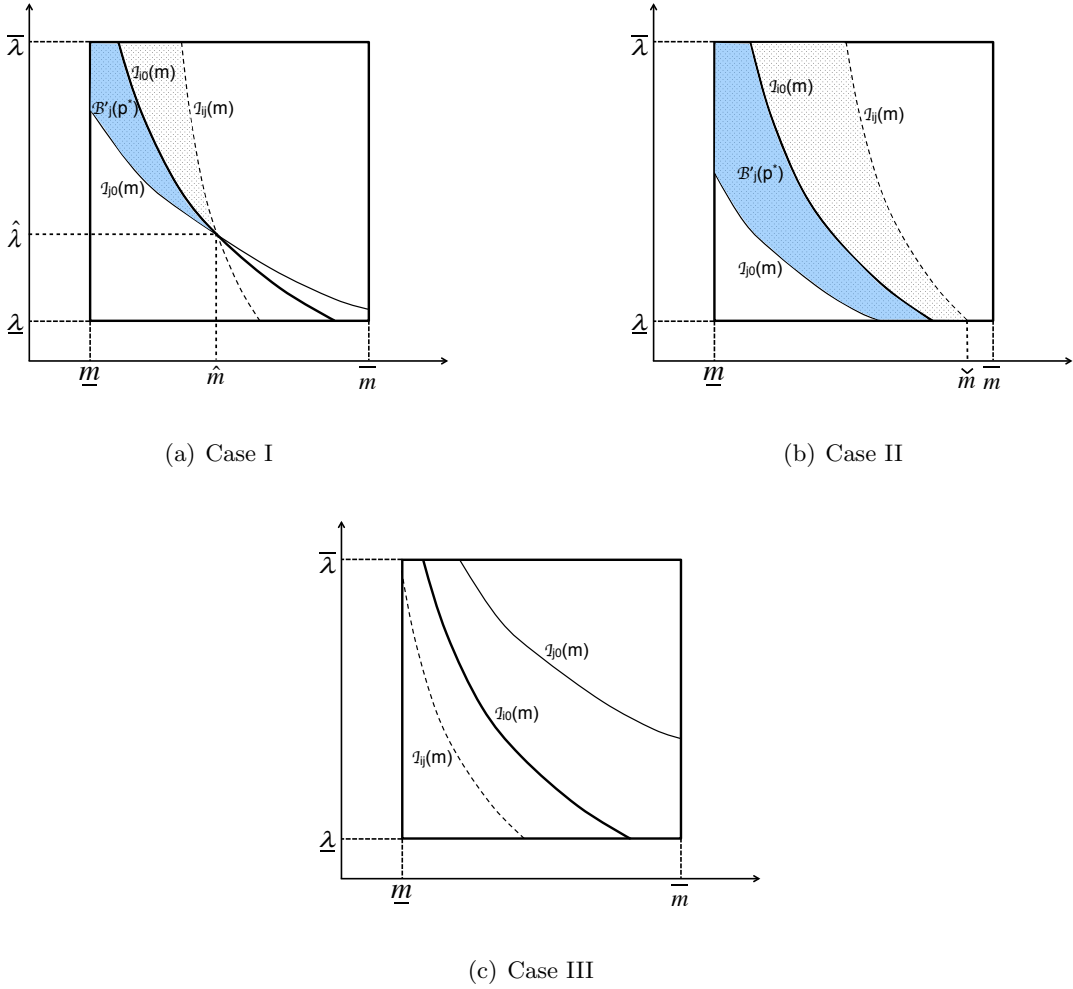 λ̅
ℐi0(m)
ℬ′j(p*)
ℐij(m)
ℐj0(m)
λ̂
λ̲
m̲
m̂
m̅
(a) Case I
λ̅
ℐi0(m)
ℐij(m)
ℬ′j(p*)
ℐj0(m)
λ̲
m̲
m̌
m̅
(b) Case II
λ̅
ℐj0(m)
ℐi0(m)
ℐij(m)
λ̲
m̲
m̅
(c) Case III